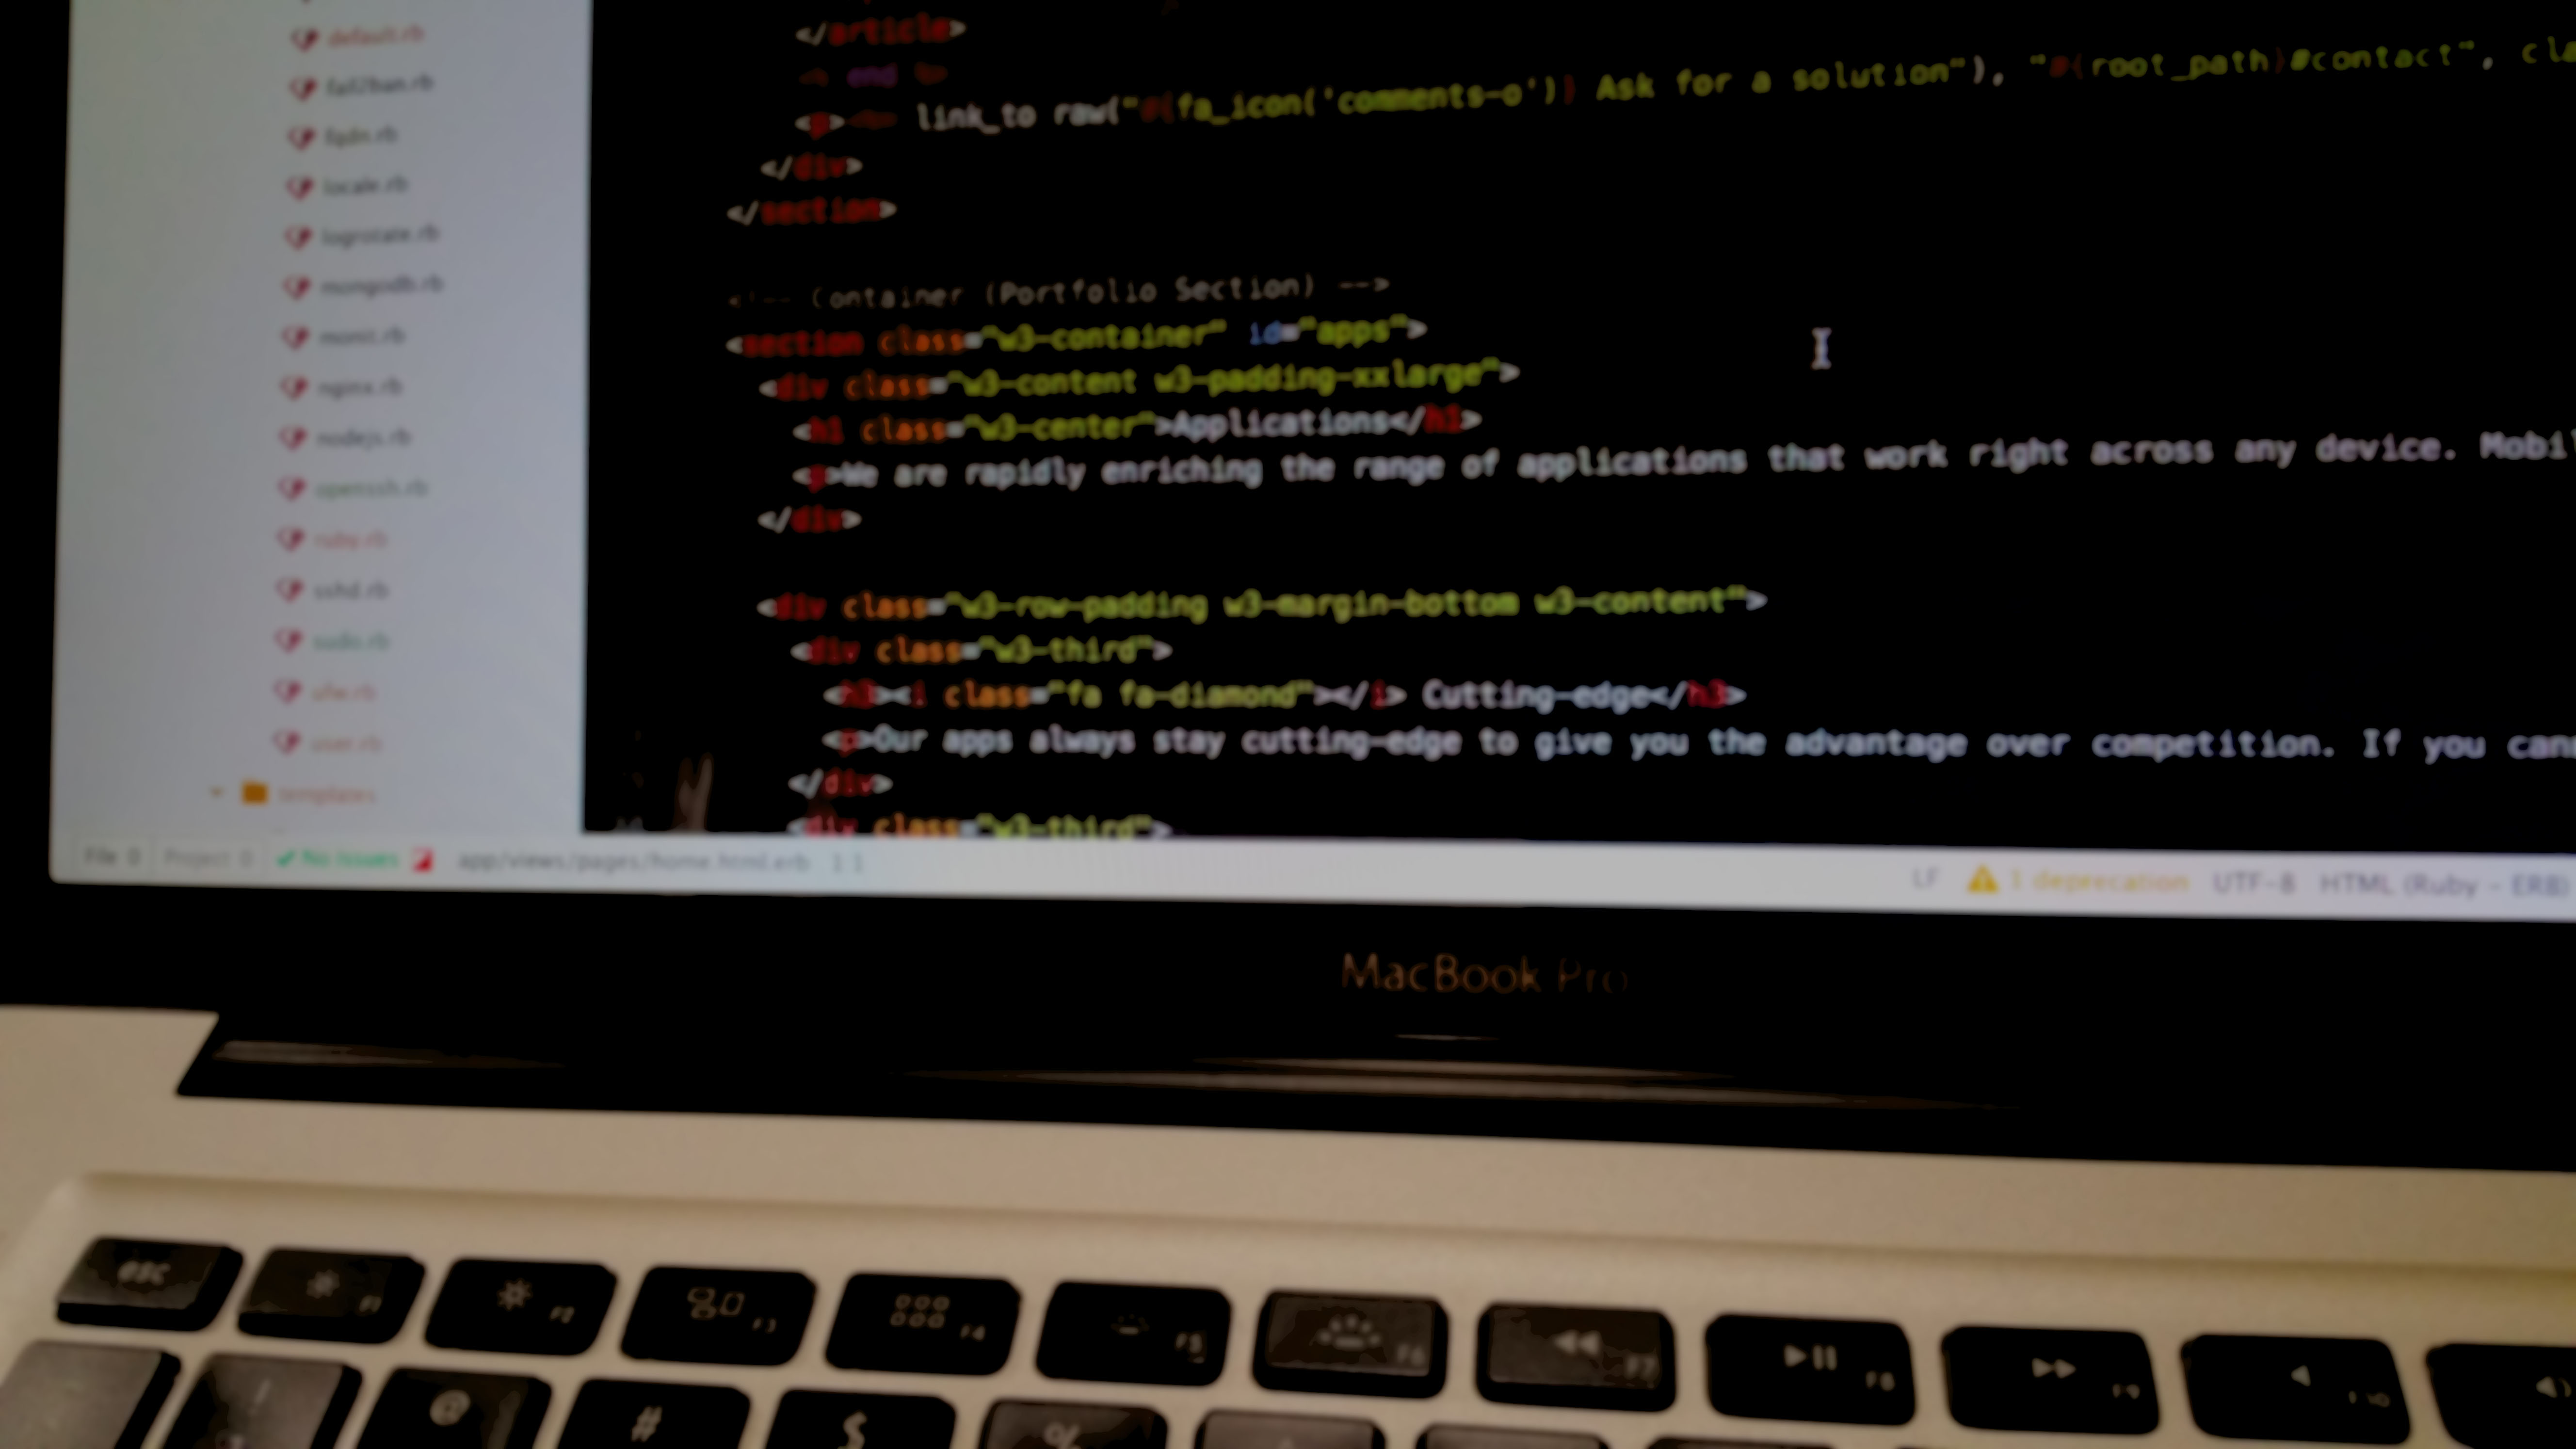 default.rb
fail2ban.rb
fqdn.rb
locale.rb
logrotate.rb
mongodb.rb
monit.rb
nginx.rb
nodejs.rb
openssh.rb
ruby.rb
sshd.rb
sudo.rb
ufw.rb
user.rb
templates
</article>
end
<p> link_to raw("#{fa_icon('comments-o')} Ask for a solution"), "#{root_path}#contact", cla
</div>
</section>
<!-- Container (Portfolio Section) -->
<section class="w3-container" id="apps">
<div class="w3-content w3-padding-xxlarge">
<h1 class="w3-center">Applications</h1>
<p>We are rapidly enriching the range of applications that work right across any device. Mobil
</div>
<div class="w3-row-padding w3-margin-bottom w3-content">
<div class="w3-third">
<h3><i class="fa fa-diamond"></i> Cutting-edge</h3>
<p>Our apps always stay cutting-edge to give you the advantage over competition. If you cann
</div>
<div class="w3-third">
File 0 Project 0 No Issues app/views/pages/home.html.erb 1:1 LF 1 deprecation UTF-8 HTML (Ruby - ERB)
MacBook Pro
esc F1 F2 F3 F4 F5 F6 F7 F8 F9 F10
! @ # $ %